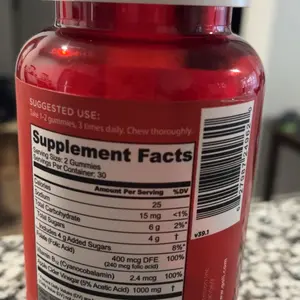 SUGGESTED USE:
Take 1-2 gummies, 3 times daily. Chew thoroughly.
Supplement Facts
Serving Size: 2 Gummies
Servings Per Container: 30
Amount Per Serving %DV
Calories 25
Sodium 15 mg <1%
Total Carbohydrate 6 g 2%*
Total Sugars 4 g †
Includes 4 g Added Sugars 8%*
Folate (Folic Acid) 400 mcg DFE 100%
(240 mcg folic acid)
(Cyanocobalamin) 2.4 mcg 100%
Cider Vinegar (5% Acetic Acid) 1000 mg †
v39.1